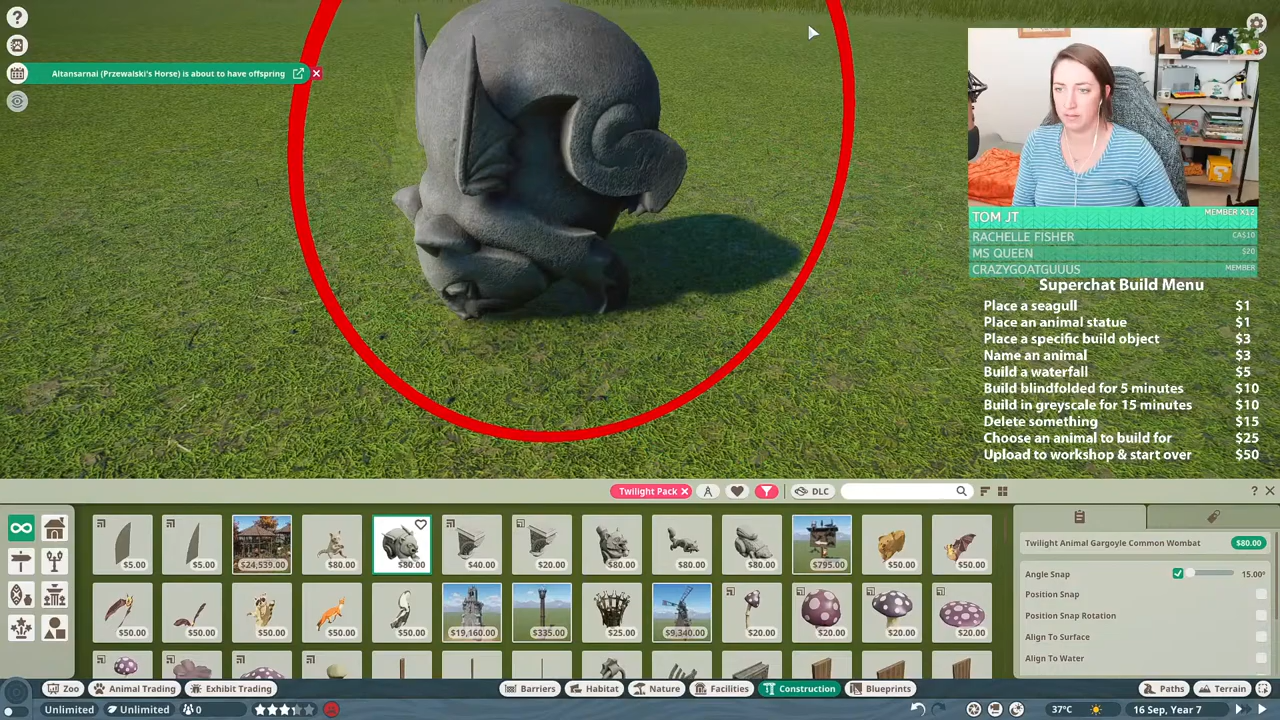 Altansarnai (Przewalski's Horse) is about to have offspring
TOM JT
MEMBER X12
RACHELLE FISHER
CA$10
MS QUEEN
$20
CRAZYGOATGUUUS
MEMBER
Superchat Build Menu
Place a seagull $1
Place an animal statue $1
Place a specific build object $3
Name an animal $3
Build a waterfall $5
Build blindfolded for 5 minutes $10
Build in greyscale for 15 minutes $10
Delete something $15
Choose an animal to build for $25
Upload to workshop & start over $50
Twilight Pack
DLC
$5.00 $5.00 $24,539.00 $80.00 $80.00 $40.00 $20.00 $80.00 $80.00 $80.00 $795.00 $50.00 $50.00
$50.00 $50.00 $50.00 $50.00 $50.00 $19,160.00 $335.00 $25.00 $9,340.00 $20.00 $20.00 $20.00 $20.00
Twilight Animal Gargoyle Common Wombat $80.00
Angle Snap 15.00°
Position Snap
Position Snap Rotation
Align To Surface
Align To Water
Zoo Animal Trading Exhibit Trading Barriers Habitat Nature Facilities Construction Blueprints Paths Terrain
Unlimited Unlimited 0 37°C 16 Sep, Year 7